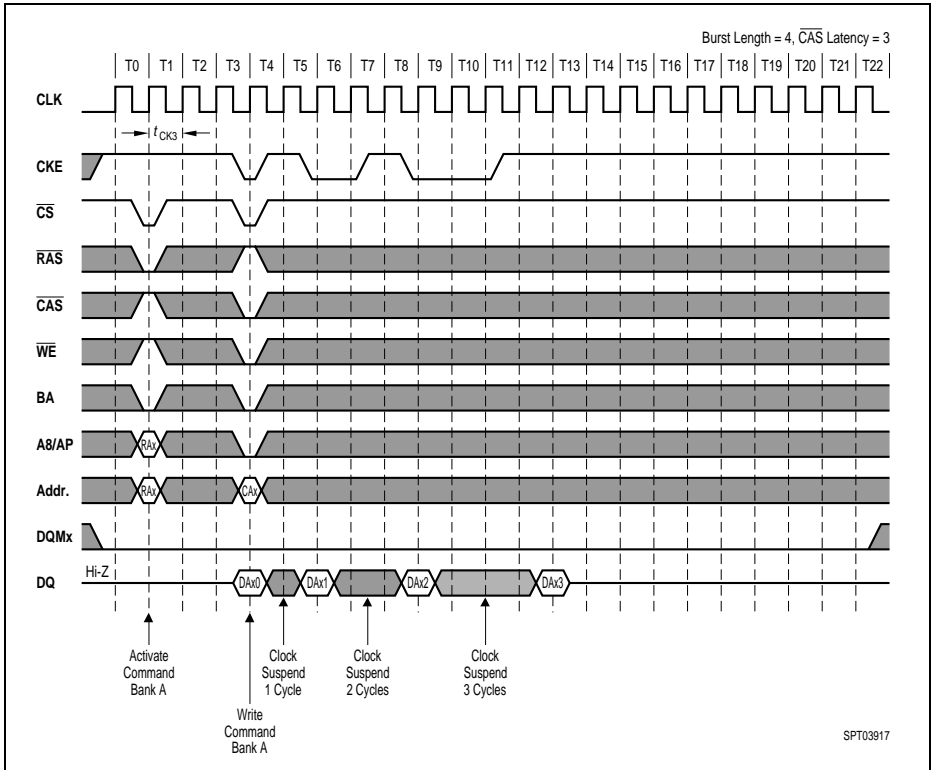 Burst Length = 4, CAS Latency = 3
T0 T1 T2 T3 T4 T5 T6 T7 T8 T9 T10 T11 T12 T13 T14 T15 T16 T17 T18 T19 T20 T21 T22
CLK
t CK3
CKE
CS
RAS
CAS
WE
BA
A8/AP RAx
Addr. RAx CAx
DQMx
DQ Hi-Z DAx0 DAx1 DAx2 DAx3
Activate
Command
Bank A
Write
Command
Bank A
Clock
Suspend
1 Cycle
Clock
Suspend
2 Cycles
Clock
Suspend
3 Cycles
SPT03917